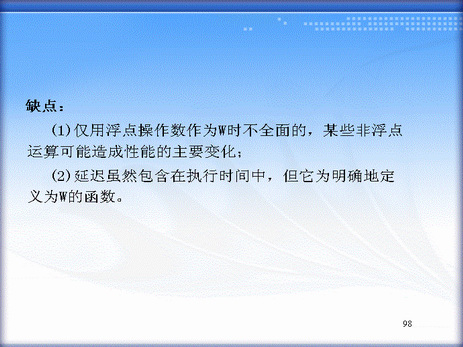 缺点：
(1)仅用浮点操作数作为W时不全面的，某些非浮点
运算可能造成性能的主要变化；
(2)延迟虽然包含在执行时间中，但它为明确地定
义为W的函数。
98